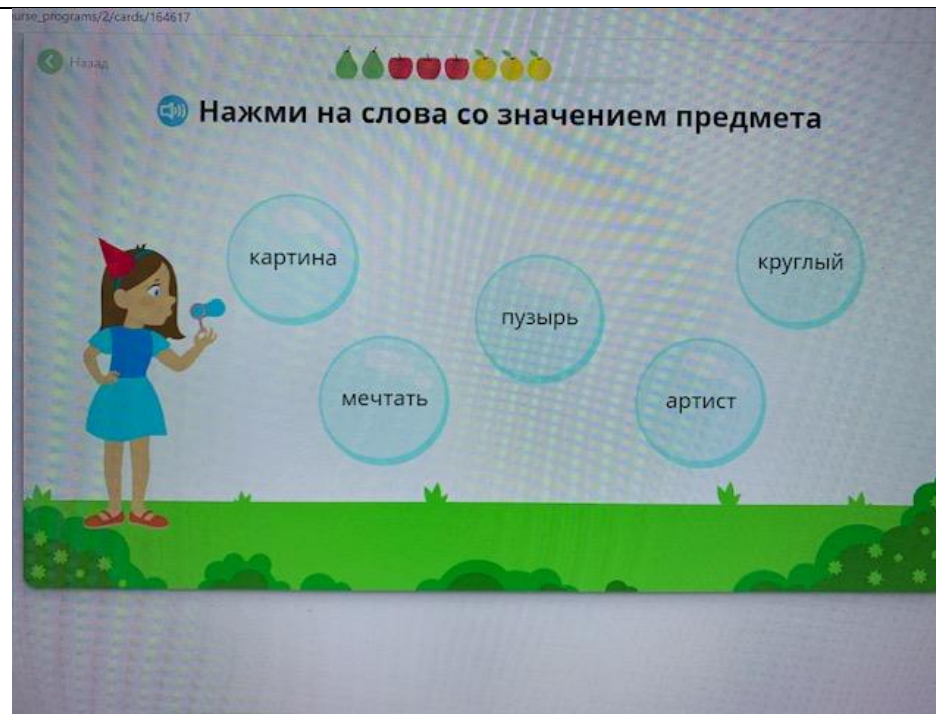 urse_programs/2/cards/164617
Назад
Нажми на слова со значением предмета
картина
круглый
пузырь
мечтать
артист